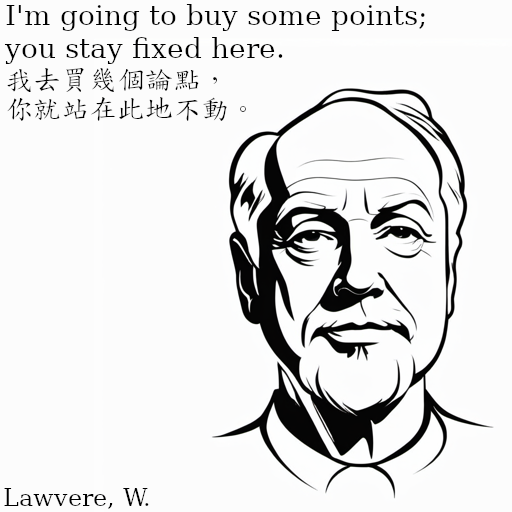 I'm going to buy some points;
you stay fixed here.
我去買幾個論點，
你就站在此地不動。
Lawvere, W.